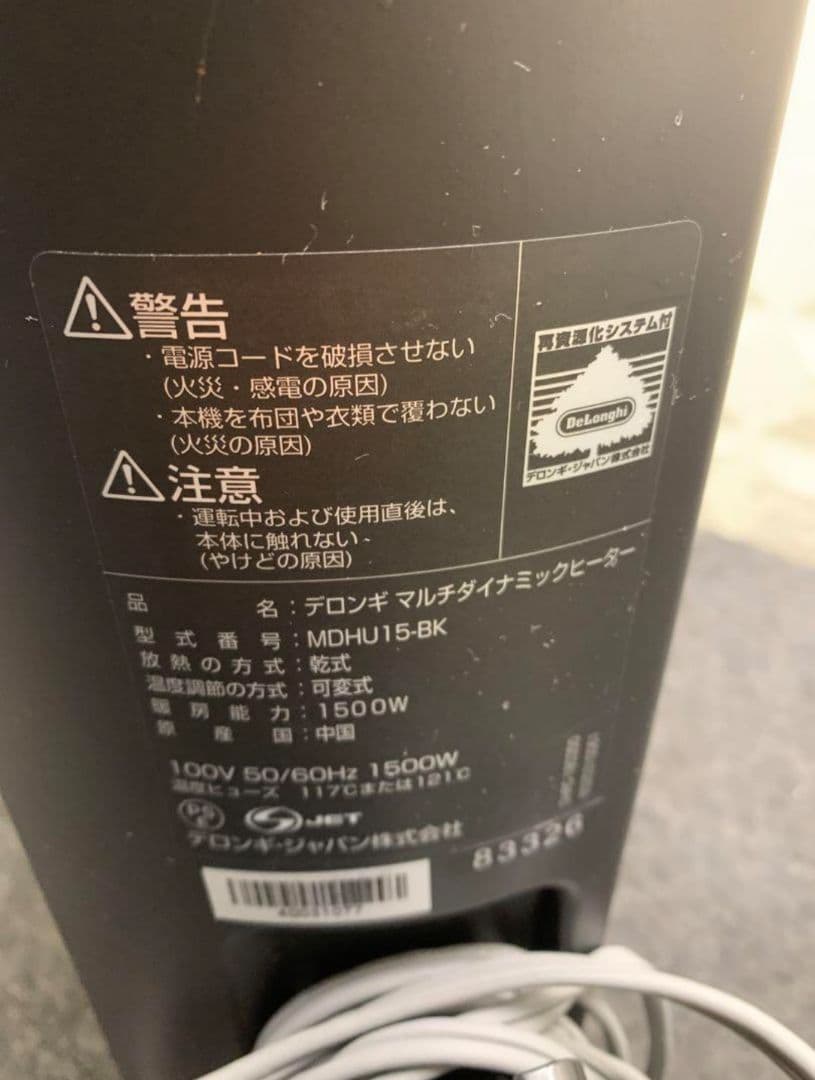 警告
・電源コードを破損させない
(火災・感電の原因)
・本機を布団や衣類で覆わない
(火災の原因)
注意
・運転中および使用直後は、
本体に触れない。
(やけどの原因)
再資源化システム付
DeLonghi
デロンギ・ジャパン株式会社
品名：デロンギ マルチダイナミックヒーター
型式番号：MDHU15-BK
放熱の方式：乾式
温度調節の方式：可変式
暖房能力：1500W
原産国：中国
100V 50/60Hz 1500W
温度ヒューズ 117℃または121℃
PSE
JET
デロンギ・ジャパン株式会社
83326